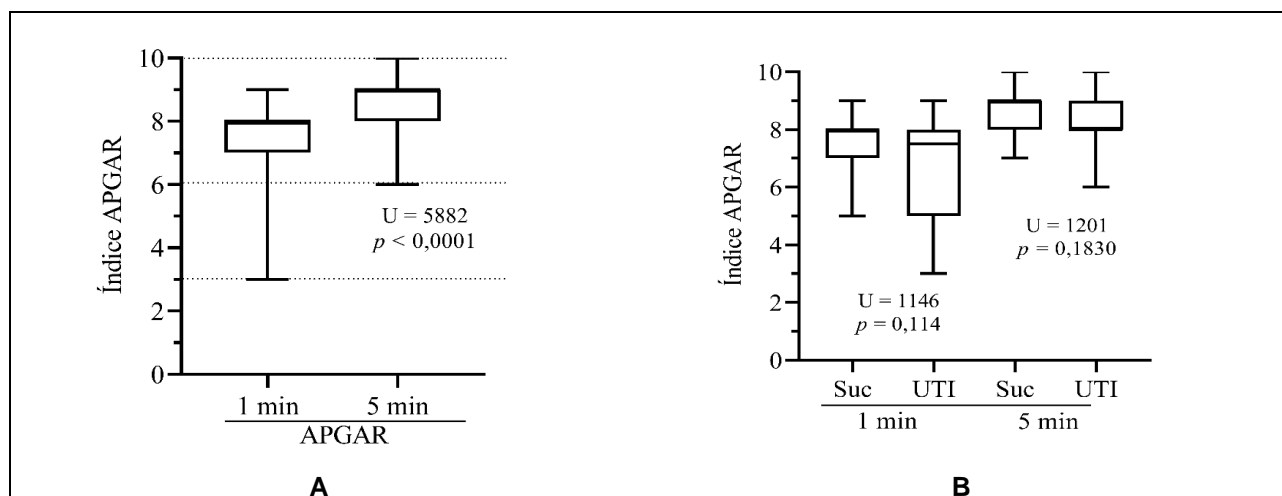 10
8
6
4
2
0
Índice APGAR
U = 5882
p < 0,0001
1 min
5 min
APGAR
A
10
8
6
4
2
0
Índice APGAR
U = 1201
p = 0,1830
U = 1146
p = 0,114
Suc
UTI
Suc
UTI
1 min
5 min
B